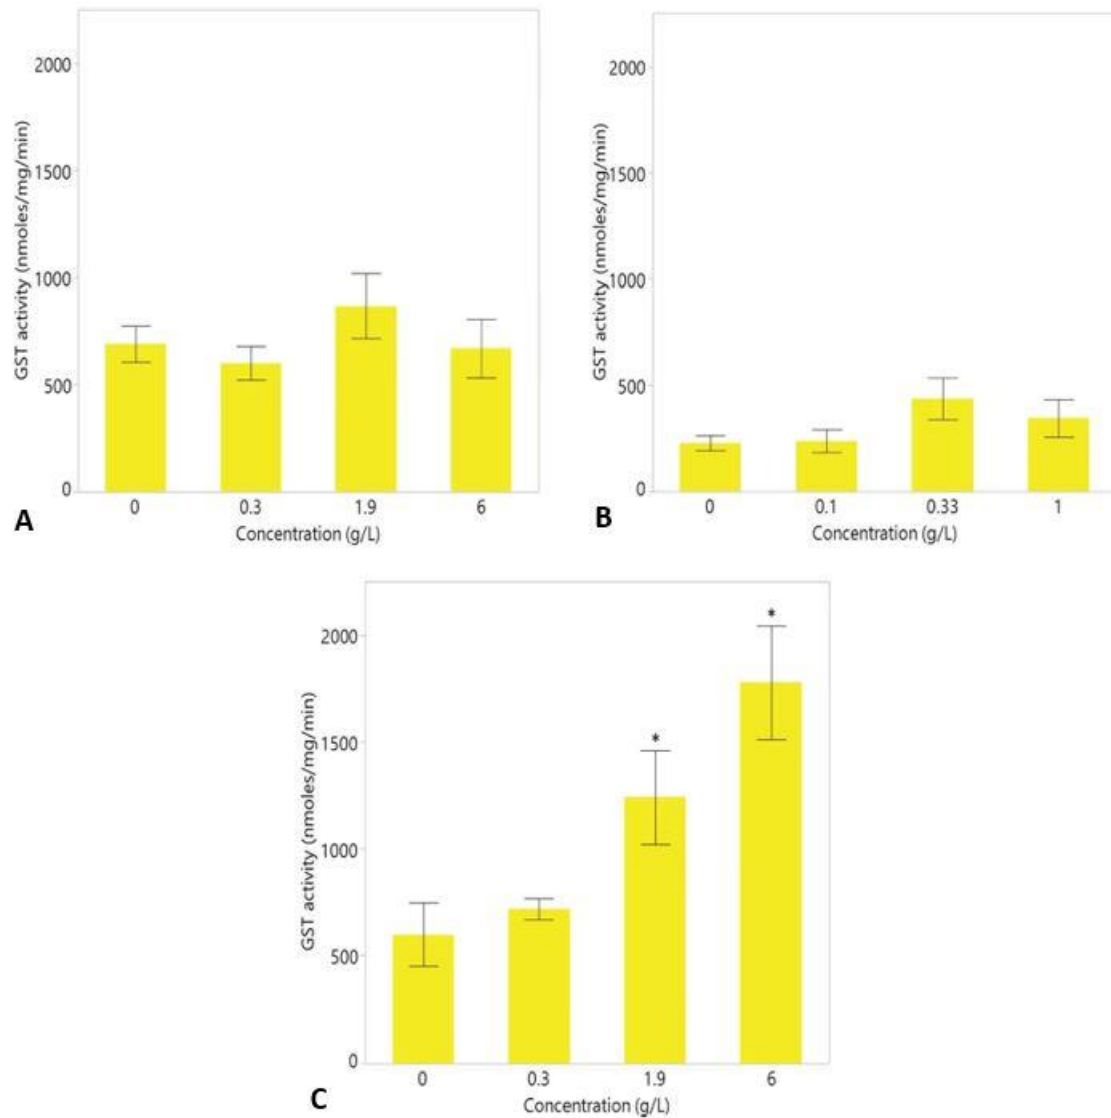 GST activity (nmoles/mg/min)
2000
1500
1000
500
0
0 0.3 1.9 6
Concentration (g/L)
A
GST activity (nmoles/mg/min)
2000
1500
1000
500
0
0 0.1 0.33 1
Concentration (g/L)
B
GST activity (nmoles/mg/min)
2000
1500
1000
500
0
* *
0 0.3 1.9 6
Concentration (g/L)
C